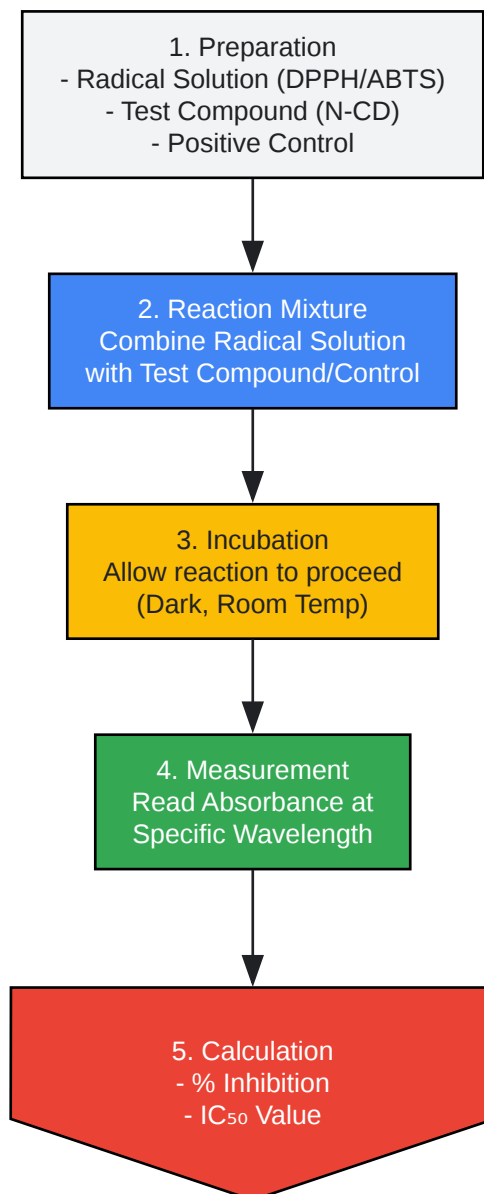 1. Preparation
- Radical Solution (DPPH/ABTS)
- Test Compound (N-CD)
- Positive Control
2. Reaction Mixture
Combine Radical Solution
with Test Compound/Control
3. Incubation
Allow reaction to proceed
(Dark, Room Temp)
4. Measurement
Read Absorbance at
Specific Wavelength
5. Calculation
- % Inhibition
- IC₅₀ Value